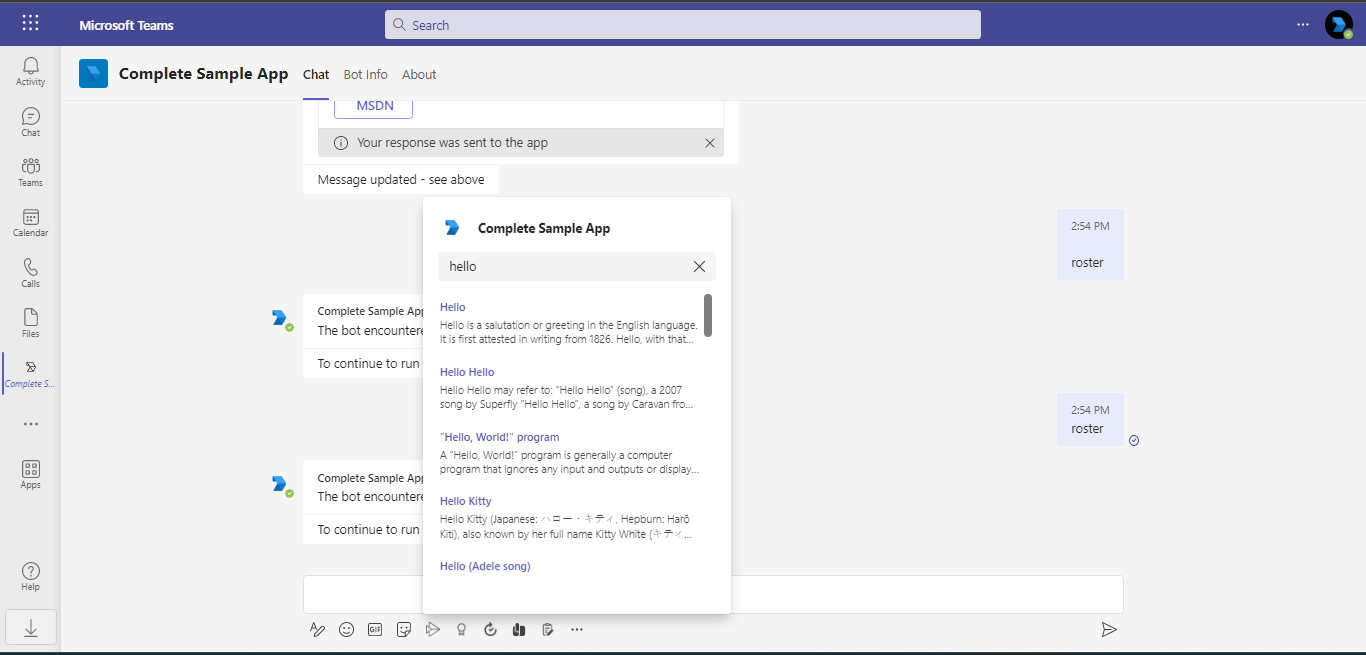 Microsoft Teams
Search
Activity
Chat
Teams
Calendar
Calls
Files
Complete S...
Apps
Help
Complete Sample App
Chat
Bot Info
About
MSDN
Your response was sent to the app
Message updated - see above
2:54 PM
roster
Complete Sample App
The bot encountere
To continue to run
2:54 PM
roster
Complete Sample App
The bot encountere
To continue to run
Complete Sample App
hello
Hello
Hello is a salutation or greeting in the English language.
It is first attested in writing from 1826. Hello, with that...
Hello Hello
Hello Hello may refer to: "Hello Hello" (song), a 2007
song by Superfly "Hello Hello", a song by Caravan fro...
"Hello, World!" program
A "Hello, World!" program is generally a computer
program that ignores any input and outputs or display...
Hello Kitty
Hello Kitty (Japanese: ハロー・キティ, Hepburn: Harō
Kiti), also known by her full name Kitty White (キティ...
Hello (Adele song)
GIF